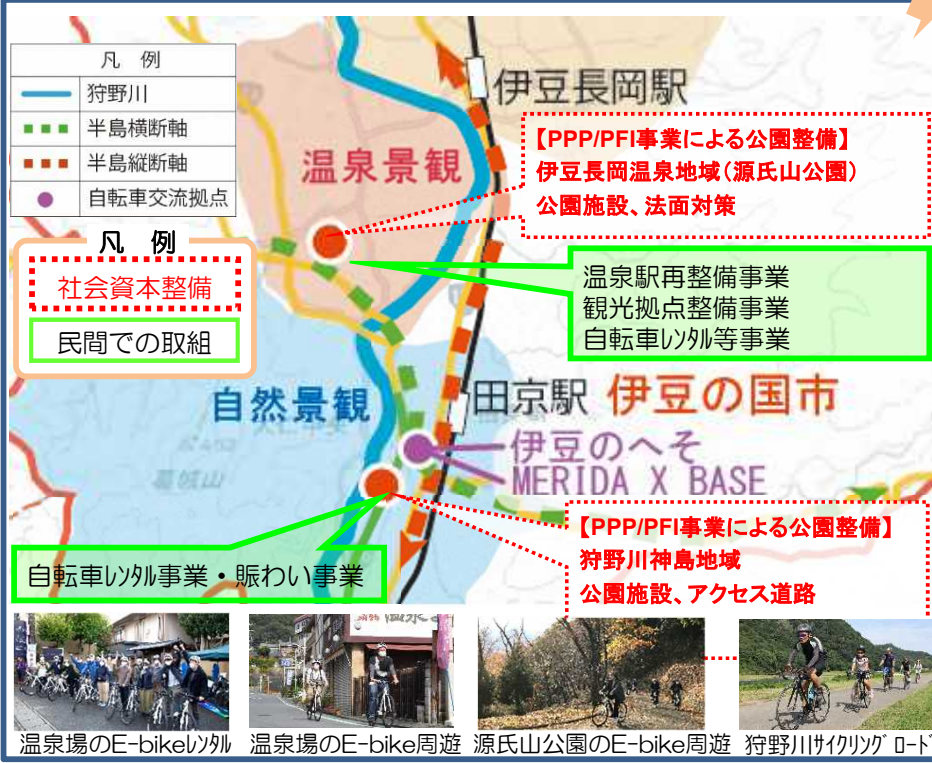 凡 例
狩野川
半島横断軸
半島縦断軸
自転車交流拠点
凡 例
社会資本整備
民間での取組
伊豆長岡駅
【PPP/PFI事業による公園整備】
伊豆長岡温泉地域(源氏山公園)
公園施設、法面対策
温泉景観
温泉駅再整備事業
観光拠点整備事業
自転車ﾚﾝﾀﾙ等事業
自然景観
田京駅 伊豆の国市
伊豆のへそ
MERIDA X BASE
葛城山
【PPP/PFI事業による公園整備】
狩野川神島地域
公園施設、アクセス道路
自転車ﾚﾝﾀﾙ事業・賑わい事業
温泉場のE-bikeﾚﾝﾀﾙ
温泉場のE-bike周遊
源氏山公園のE-bike周遊
狩野川ｻｲｸﾘﾝｸﾞﾛｰﾄﾞ